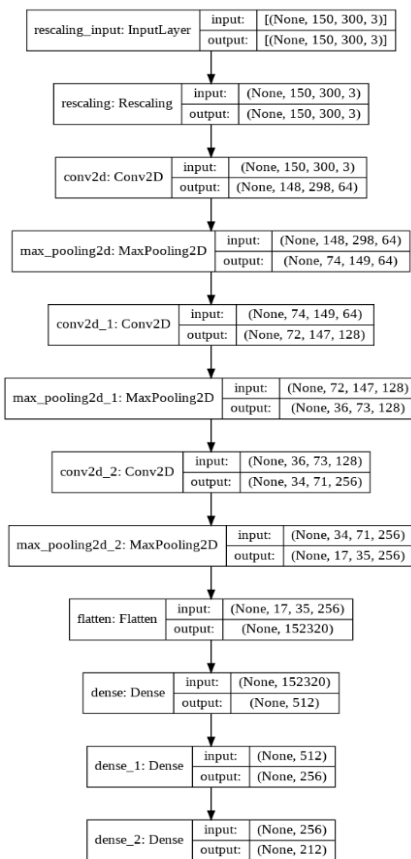 rescaling_input: InputLayer input: [(None, 150, 300, 3)]
output: [(None, 150, 300, 3)]
rescaling: Rescaling input: (None, 150, 300, 3)
output: (None, 150, 300, 3)
conv2d: Conv2D input: (None, 150, 300, 3)
output: (None, 148, 298, 64)
max_pooling2d: MaxPooling2D input: (None, 148, 298, 64)
output: (None, 74, 149, 64)
conv2d_1: Conv2D input: (None, 74, 149, 64)
output: (None, 72, 147, 128)
max_pooling2d_1: MaxPooling2D input: (None, 72, 147, 128)
output: (None, 36, 73, 128)
conv2d_2: Conv2D input: (None, 36, 73, 128)
output: (None, 34, 71, 256)
max_pooling2d_2: MaxPooling2D input: (None, 34, 71, 256)
output: (None, 17, 35, 256)
flatten: Flatten input: (None, 17, 35, 256)
output: (None, 152320)
dense: Dense input: (None, 152320)
output: (None, 512)
dense_1: Dense input: (None, 512)
output: (None, 256)
dense_2: Dense input: (None, 256)
output: (None, 212)